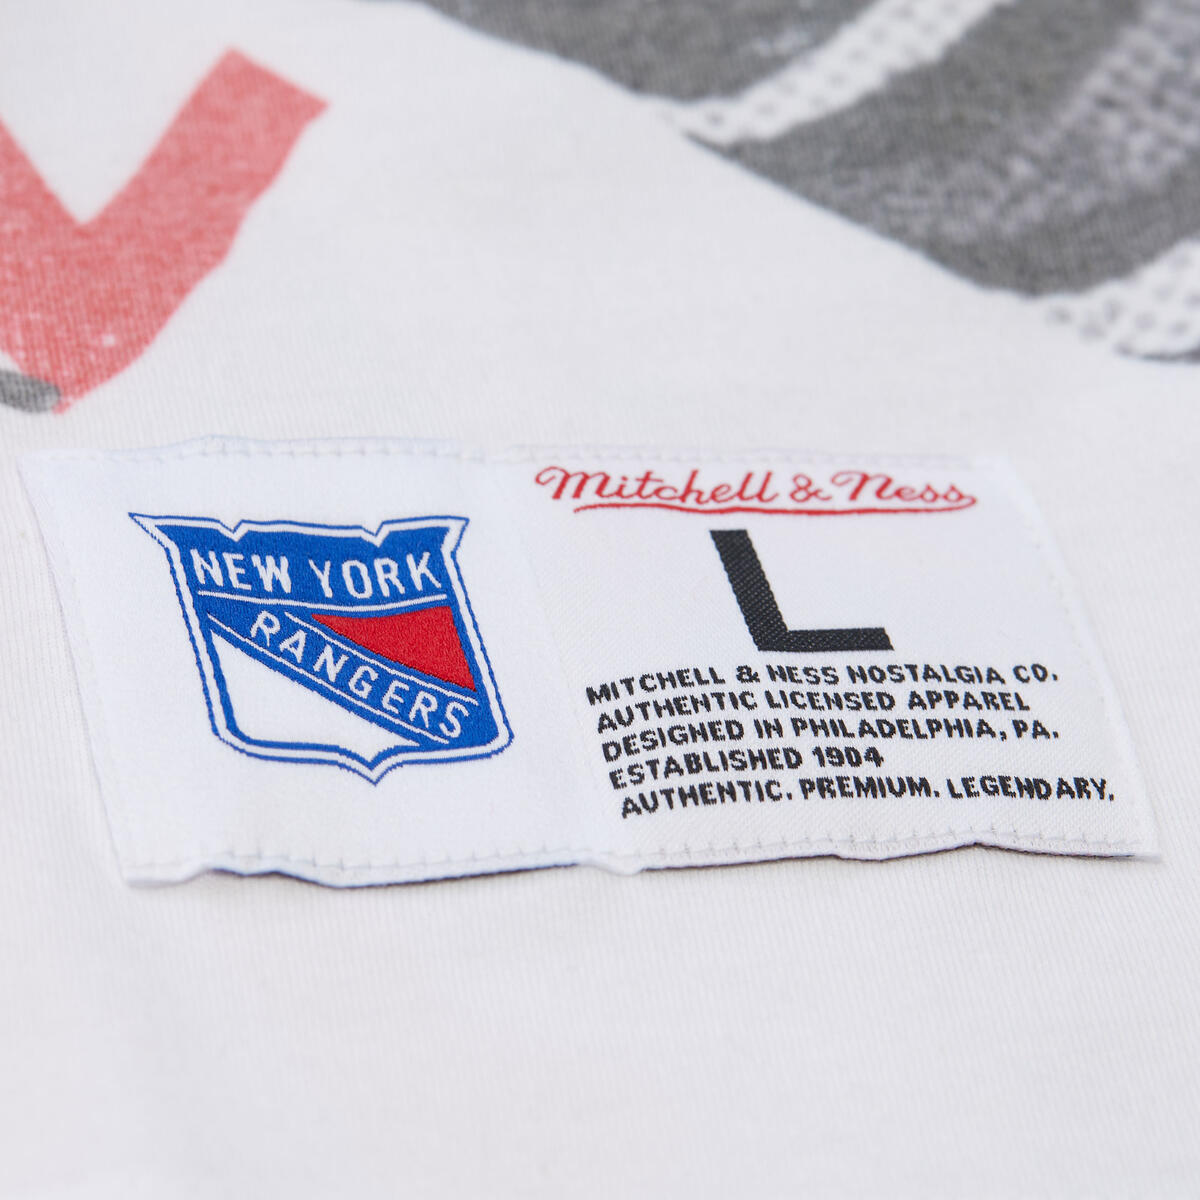 NEW YORK
RANGERS
Mitchell & Ness
L
MITCHELL & NESS NOSTALGIA CO.
AUTHENTIC LICENSED APPAREL
DESIGNED IN PHILADELPHIA, PA.
ESTABLISHED 1904
AUTHENTIC. PREMIUM. LEGENDARY.